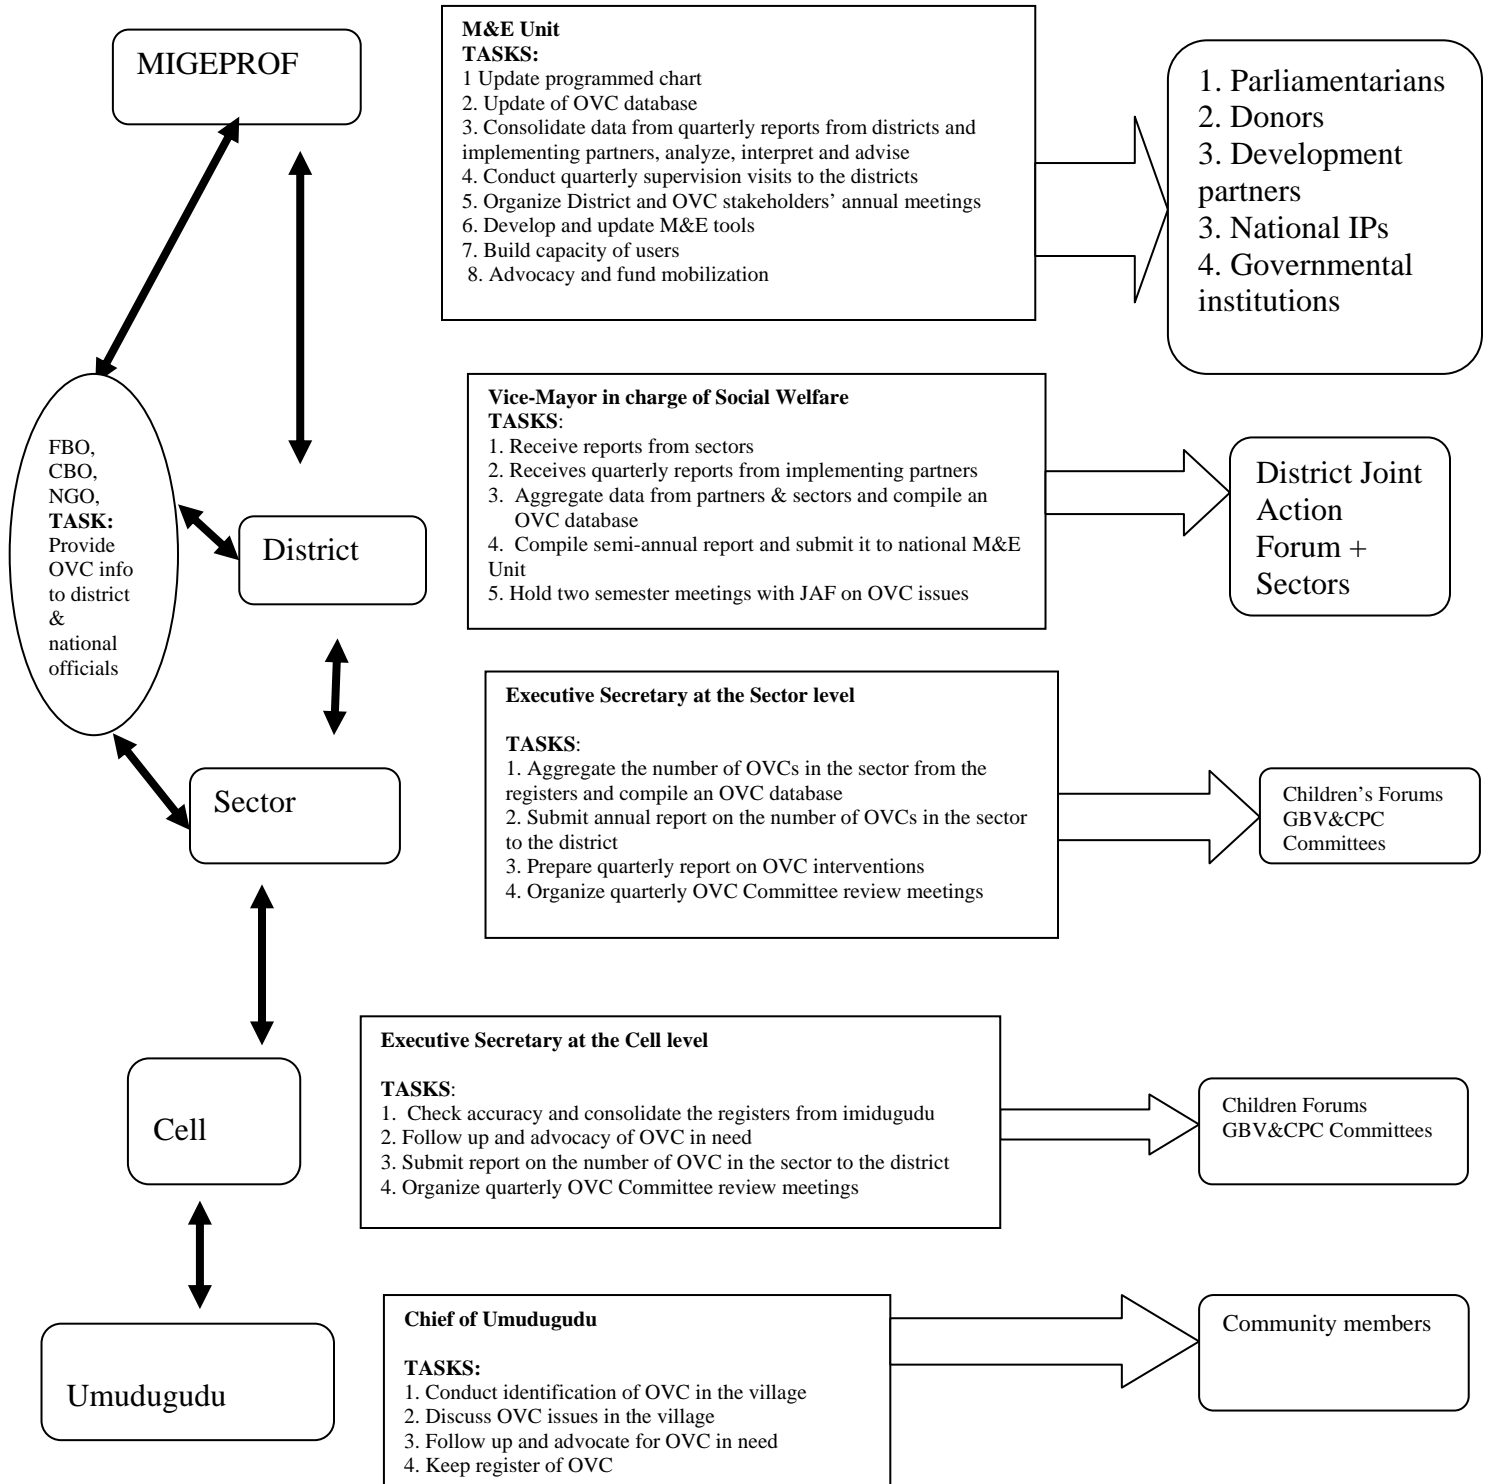 MIGEPROF
M&E Unit
TASKS:
1 Update programmed chart
2. Update of OVC database
3. Consolidate data from quarterly reports from districts and
implementing partners, analyze, interpret and advise
4. Conduct quarterly supervision visits to the districts
5. Organize District and OVC stakeholders’ annual meetings
6. Develop and update M&E tools
7. Build capacity of users
8. Advocacy and fund mobilization
1. Parliamentarians
2. Donors
3. Development
partners
3. National IPs
4. Governmental
institutions
FBO,
CBO,
NGO,
TASK:
Provide
OVC info
to district
&
national
officials
District
Vice-Mayor in charge of Social Welfare
TASKS:
1. Receive reports from sectors
2. Receives quarterly reports from implementing partners
3. Aggregate data from partners & sectors and compile an
OVC database
4. Compile semi-annual report and submit it to national M&E
Unit
5. Hold two semester meetings with JAF on OVC issues
District Joint
Action
Forum +
Sectors
Sector
Executive Secretary at the Sector level
TASKS:
1. Aggregate the number of OVCs in the sector from the
registers and compile an OVC database
2. Submit annual report on the number of OVCs in the sector
to the district
3. Prepare quarterly report on OVC interventions
4. Organize quarterly OVC Committee review meetings
Children’s Forums
GBV&CPC
Committees
Cell
Executive Secretary at the Cell level
TASKS:
1. Check accuracy and consolidate the registers from imidugudu
2. Follow up and advocacy of OVC in need
3. Submit report on the number of OVC in the sector to the district
4. Organize quarterly OVC Committee review meetings
Children Forums
GBV&CPC Committees
Umudugudu
Chief of Umudugudu
TASKS:
1. Conduct identification of OVC in the village
2. Discuss OVC issues in the village
3. Follow up and advocate for OVC in need
4. Keep register of OVC
Community members